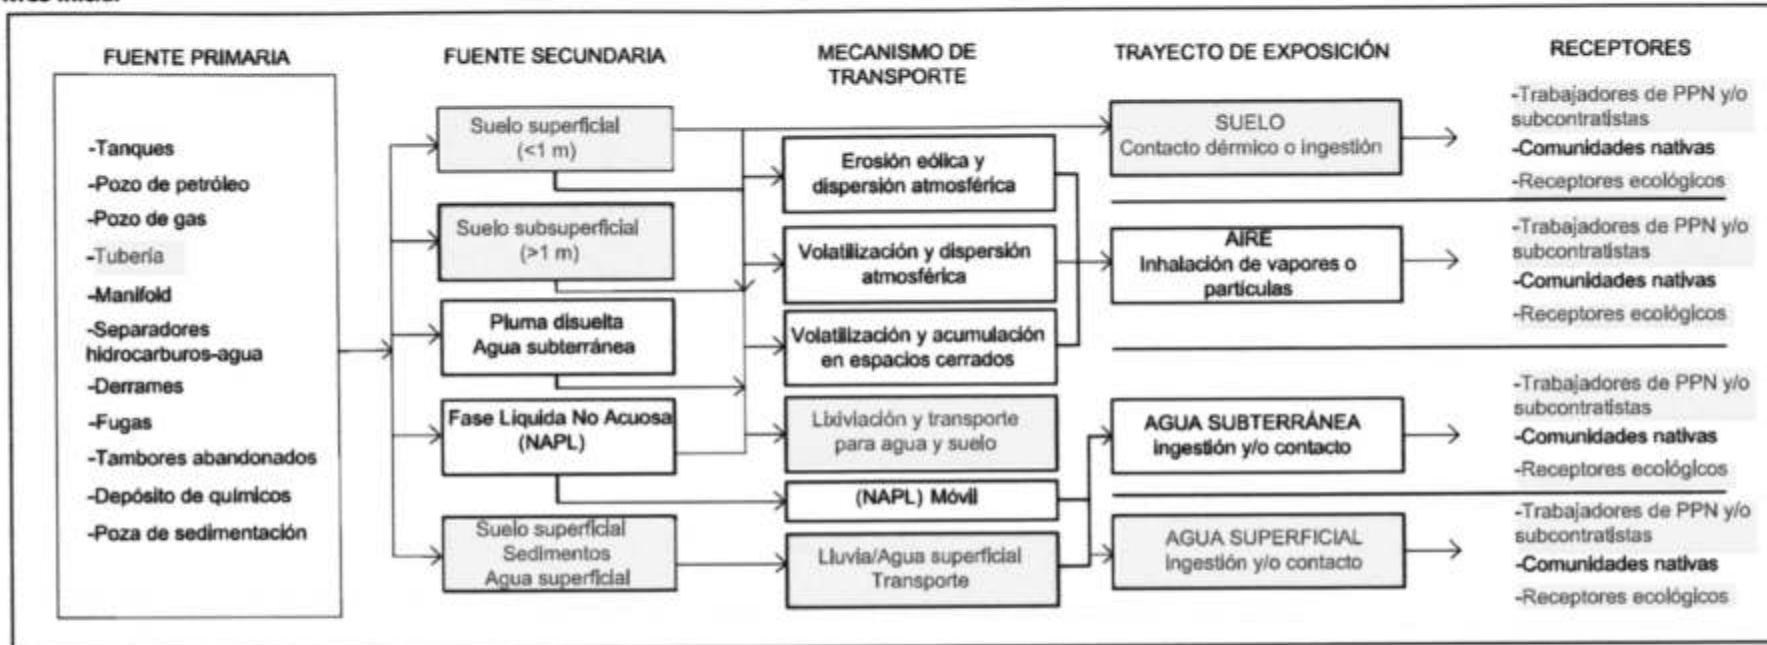 FUENTE PRIMARIA
-Tanques
-Pozo de petróleo
-Pozo de gas
-Tubería
-Manifold
-Separadores
hidrocarburos-agua
-Derrames
-Fugas
-Tambores abandonados
-Depósito de químicos
-Poza de sedimentación
FUENTE SECUNDARIA
Suelo superficial
(<1 m)
Suelo subsuperficial
(>1 m)
Pluma disuelta
Agua subterránea
Fase Líquida No Acuosa
(NAPL)
Suelo superficial
Sedimentos
Agua superficial
MECANISMO DE
TRANSPORTE
Erosión eólica y
dispersión atmosférica
Volatilización y dispersión
atmosférica
Volatilización y acumulación
en espacios cerrados
Lixiviación y transporte
para agua y suelo
(NAPL) Móvil
Lluvia/Agua superficial
Transporte
TRAYECTO DE EXPOSICIÓN
SUELO
Contacto dérmico o ingestión
AIRE
Inhalación de vapores o
partículas
AGUA SUBTERRÁNEA
ingestión y/o contacto
AGUA SUPERFICIAL
ingestión y/o contacto
RECEPTORES
-Trabajadores de PPN y/o
subcontratistas
-Comunidades nativas
-Receptores ecológicos
-Trabajadores de PPN y/o
subcontratistas
-Comunidades nativas
-Receptores ecológicos
-Trabajadores de PPN y/o
subcontratistas
-Comunidades nativas
-Receptores ecológicos
-Trabajadores de PPN y/o
subcontratistas
-Comunidades nativas
-Receptores ecológicos